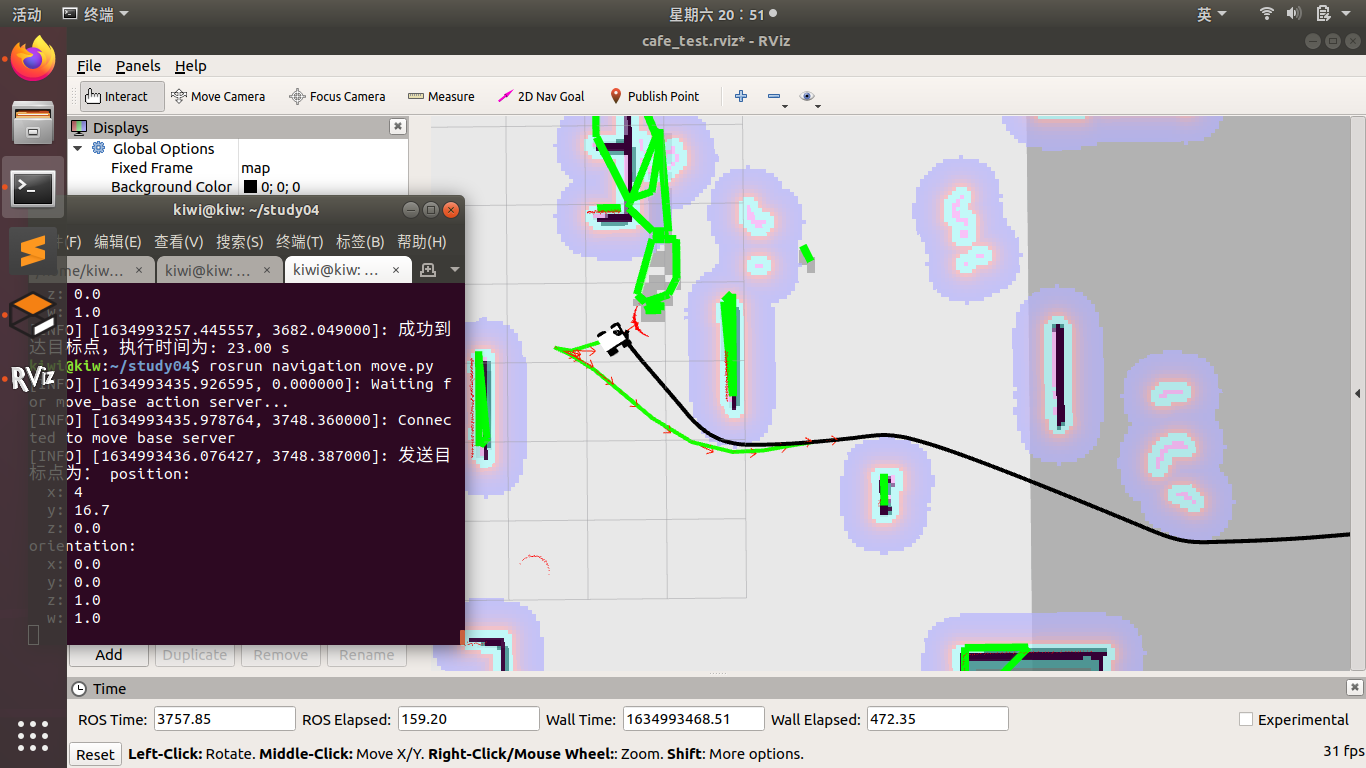 活动
终端
星期六 20：51
英
cafe_test.rviz* - RViz
File Panels Help
Interact
Move Camera
Focus Camera
Measure
2D Nav Goal
Publish Point
Displays
Global Options
Fixed Frame map
Background Color 0; 0; 0
kiwi@kiw: ~/study04
(F) 编辑(E) 查看(V) 搜索(S) 终端(T) 标签(B) 帮助(H)
ome/kiw… × kiwi@kiw: … × kiwi@kiw: … ×
z: 0.0
w: 1.0
[INFO] [1634993257.445557, 3682.049000]: 成功到
达目标点，执行时间为: 23.00 s
kiwi@kiw:~/study04$ rosrun navigation move.py
[INFO] [1634993435.926595, 0.000000]: Waiting f
or move_base action server...
[INFO] [1634993435.978764, 3748.360000]: Connec
ted to move base server
[INFO] [1634993436.076427, 3748.387000]: 发送目
标点为： position:
x: 4
y: 16.7
z: 0.0
orientation:
x: 0.0
y: 0.0
z: 1.0
w: 1.0
RViz
Add Duplicate Remove Rename
Time
ROS Time: 3757.85 ROS Elapsed: 159.20 Wall Time: 1634993468.51 Wall Elapsed: 472.35 Experimental
Reset Left-Click: Rotate. Middle-Click: Move X/Y. Right-Click/Mouse Wheel:: Zoom. Shift: More options. 31 fps